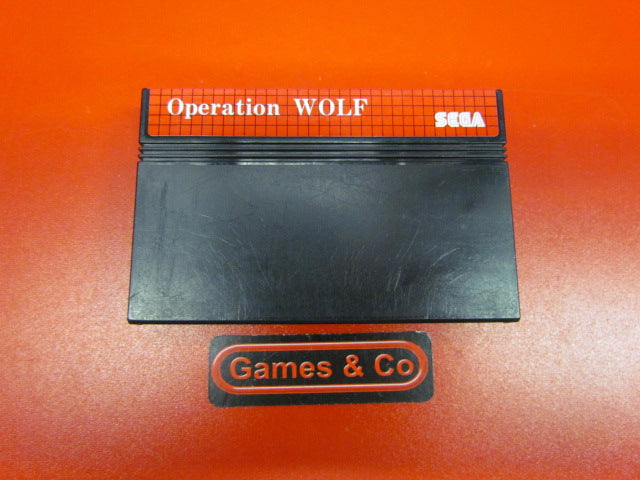 Operation WOLF
SEGA
Games & Co